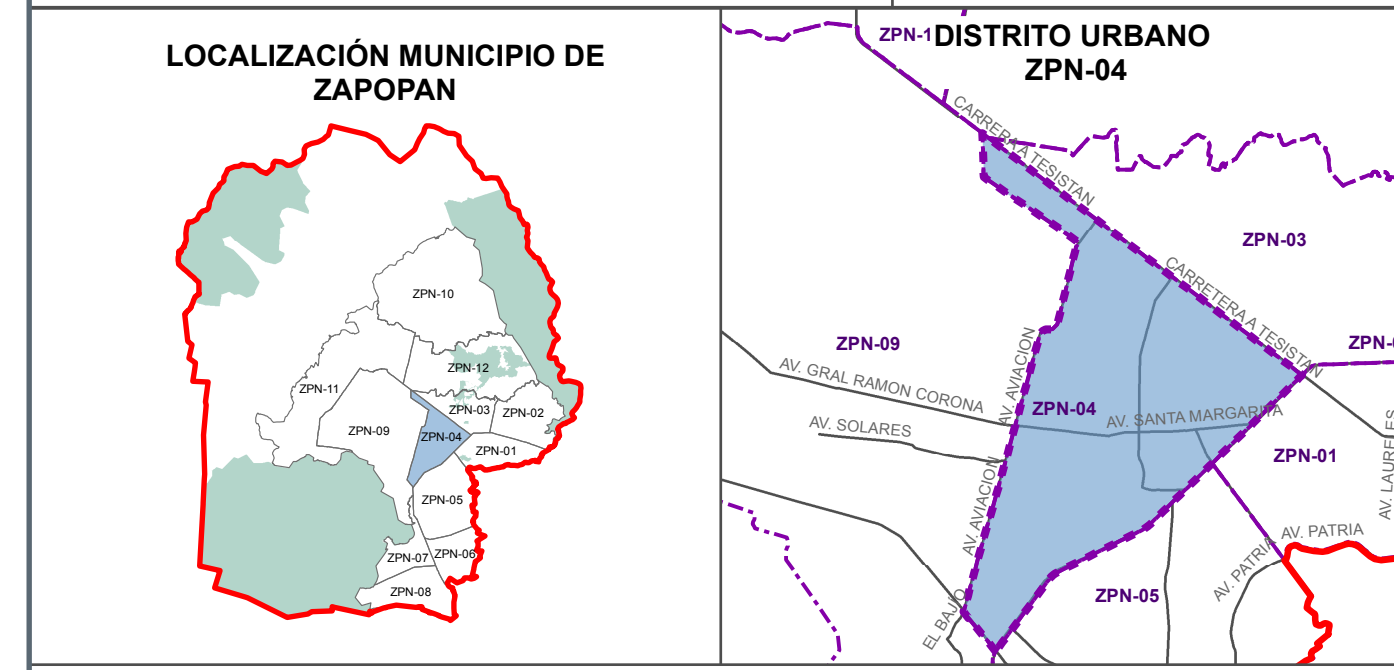 LOCALIZACIÓN MUNICIPIO DE
ZAPOPAN
ZPN-10
ZPN-12
ZPN-11
ZPN-03
ZPN-02
ZPN-09
ZPN-04
ZPN-01
ZPN-05
ZPN-07
ZPN-06
ZPN-08
ZPN-1
DISTRITO URBANO
ZPN-04
CARRERA A TESISTAN
ZPN-03
CARRETERA A TESISTAN
ZPN-09
AV. GRAL RAMON CORONA
AV. AVIACION
ZPN-04
AV. SANTA MARGARITA
AV. SOLARES
ZPN-01
AV. AVIACION
AV. PATRIA
AV. PATRIA
ZPN-05
EL BAJÍO